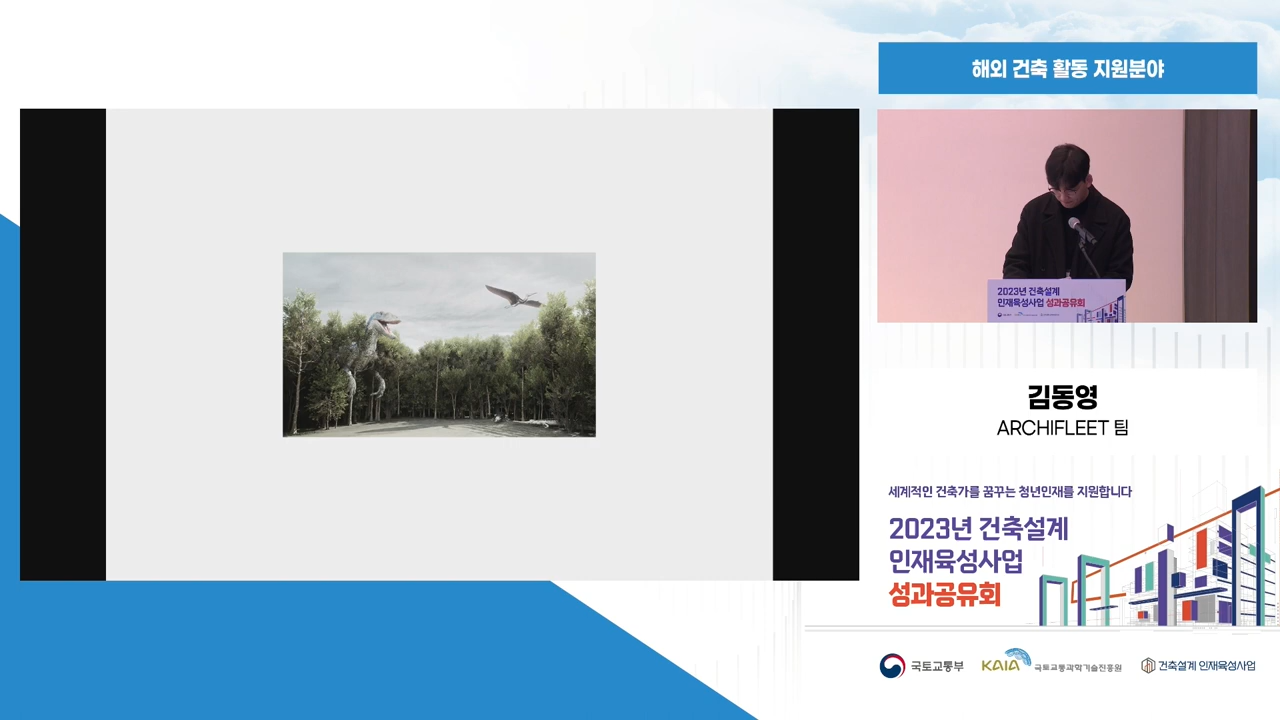 해외 건축 활동 지원분야
2023년 건축설계
인재육성사업 성과공유회
김동영
ARCHIFLEET 팀
세계적인 건축가를 꿈꾸는 청년인재를 지원합니다
2023년 건축설계
인재육성사업
성과공유회
국토교통부
KAIA 국토교통과학기술진흥원
건축설계 인재육성사업